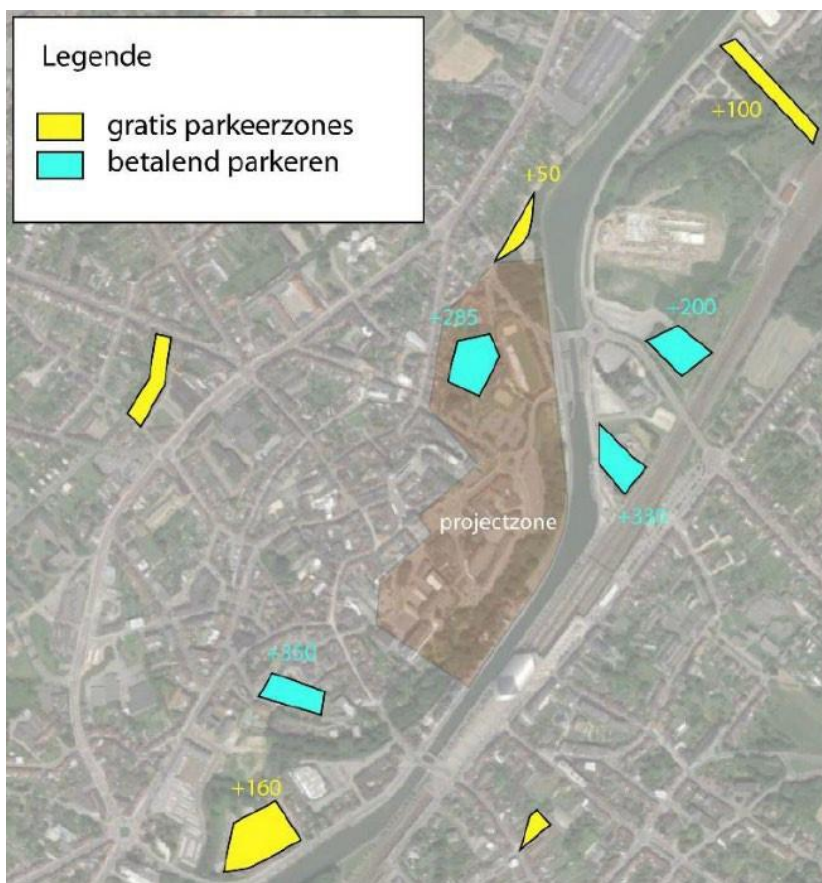 Legende
gratis parkeerzones
betalend parkeren
+100
+50
+285
+200
projectzone
+330
+350
+160